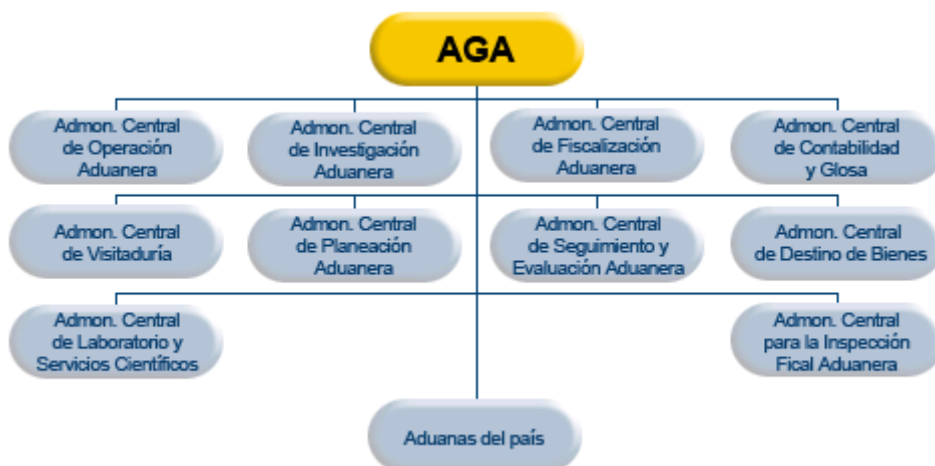 AGA
Admon. Central
de Operación
Aduanera
Admon. Central
de Investigación
Aduanera
Admon. Central
de Fiscalización
Aduanera
Admon. Central
de Contabilidad
y Glosa
Admon. Central
de Visitaduría
Admon. Central
de Planeación
Aduanera
Admon. Central
de Seguimiento y
Evaluación Aduanera
Admon. Central
de Destino de Bienes
Admon. Central
de Laboratorio y
Servicios Científicos
Admon. Central
para la Inspección
Fical Aduanera
Aduanas del país